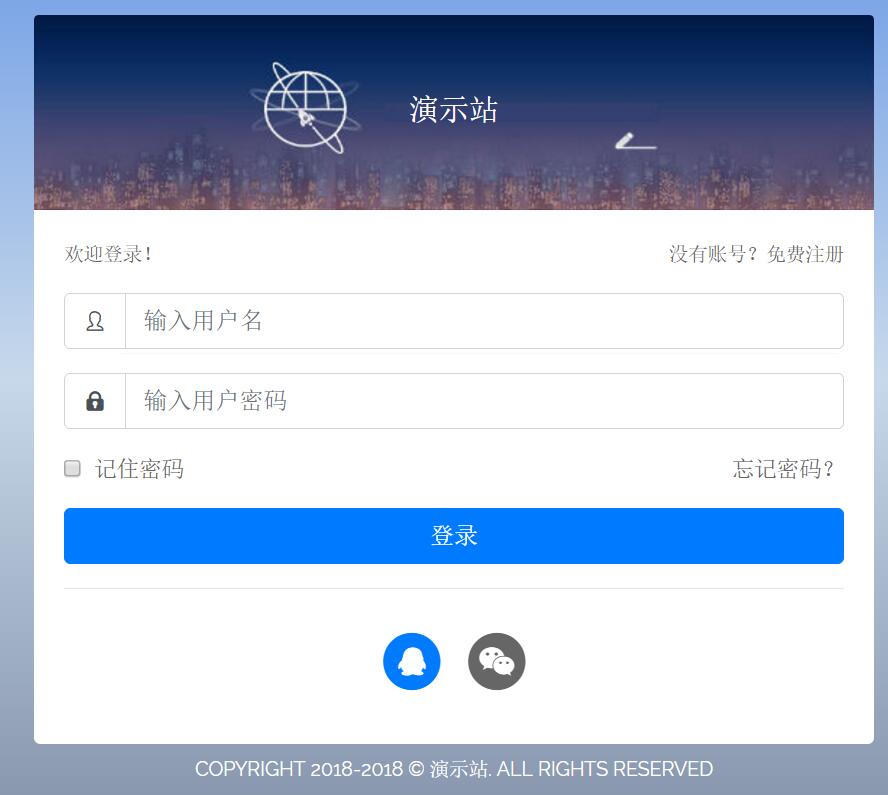 演示站
欢迎登录！ 没有账号？免费注册
输入用户名
输入用户密码
记住密码 忘记密码？
登录
COPYRIGHT 2018-2018 © 演示站. ALL RIGHTS RESERVED